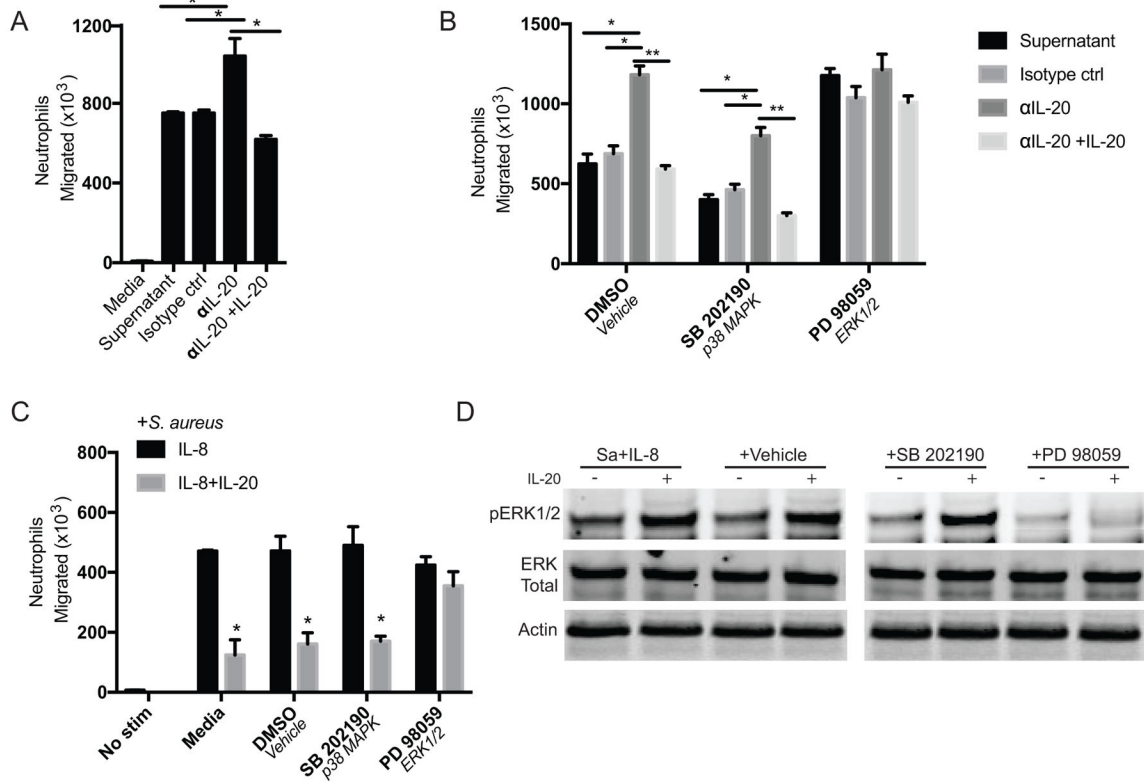 A
*
*
*
1200
800
400
0
Neutrophils
Migrated (x10³)
Media
Supernatant
Isotype ctrl
αIL-20
αIL-20 +IL-20
B
1500
1000
500
0
Neutrophils
Migrated (x10³)
*
*
**
*
*
**
DMSO
Vehicle
SB 202190
p38 MAPK
PD 98059
ERK1/2
Supernatant
Isotype ctrl
αIL-20
αIL-20 +IL-20
C
+S. aureus
IL-8
IL-8+IL-20
800
600
400
200
0
Neutrophils
Migrated (x10³)
*
*
*
No stim
Media
DMSO
Vehicle
SB 202190
p38 MAPK
PD 98059
ERK1/2
D
Sa+IL-8 +Vehicle +SB 202190 +PD 98059
IL-20 - + - + - + - +
pERK1/2
ERK
Total
Actin